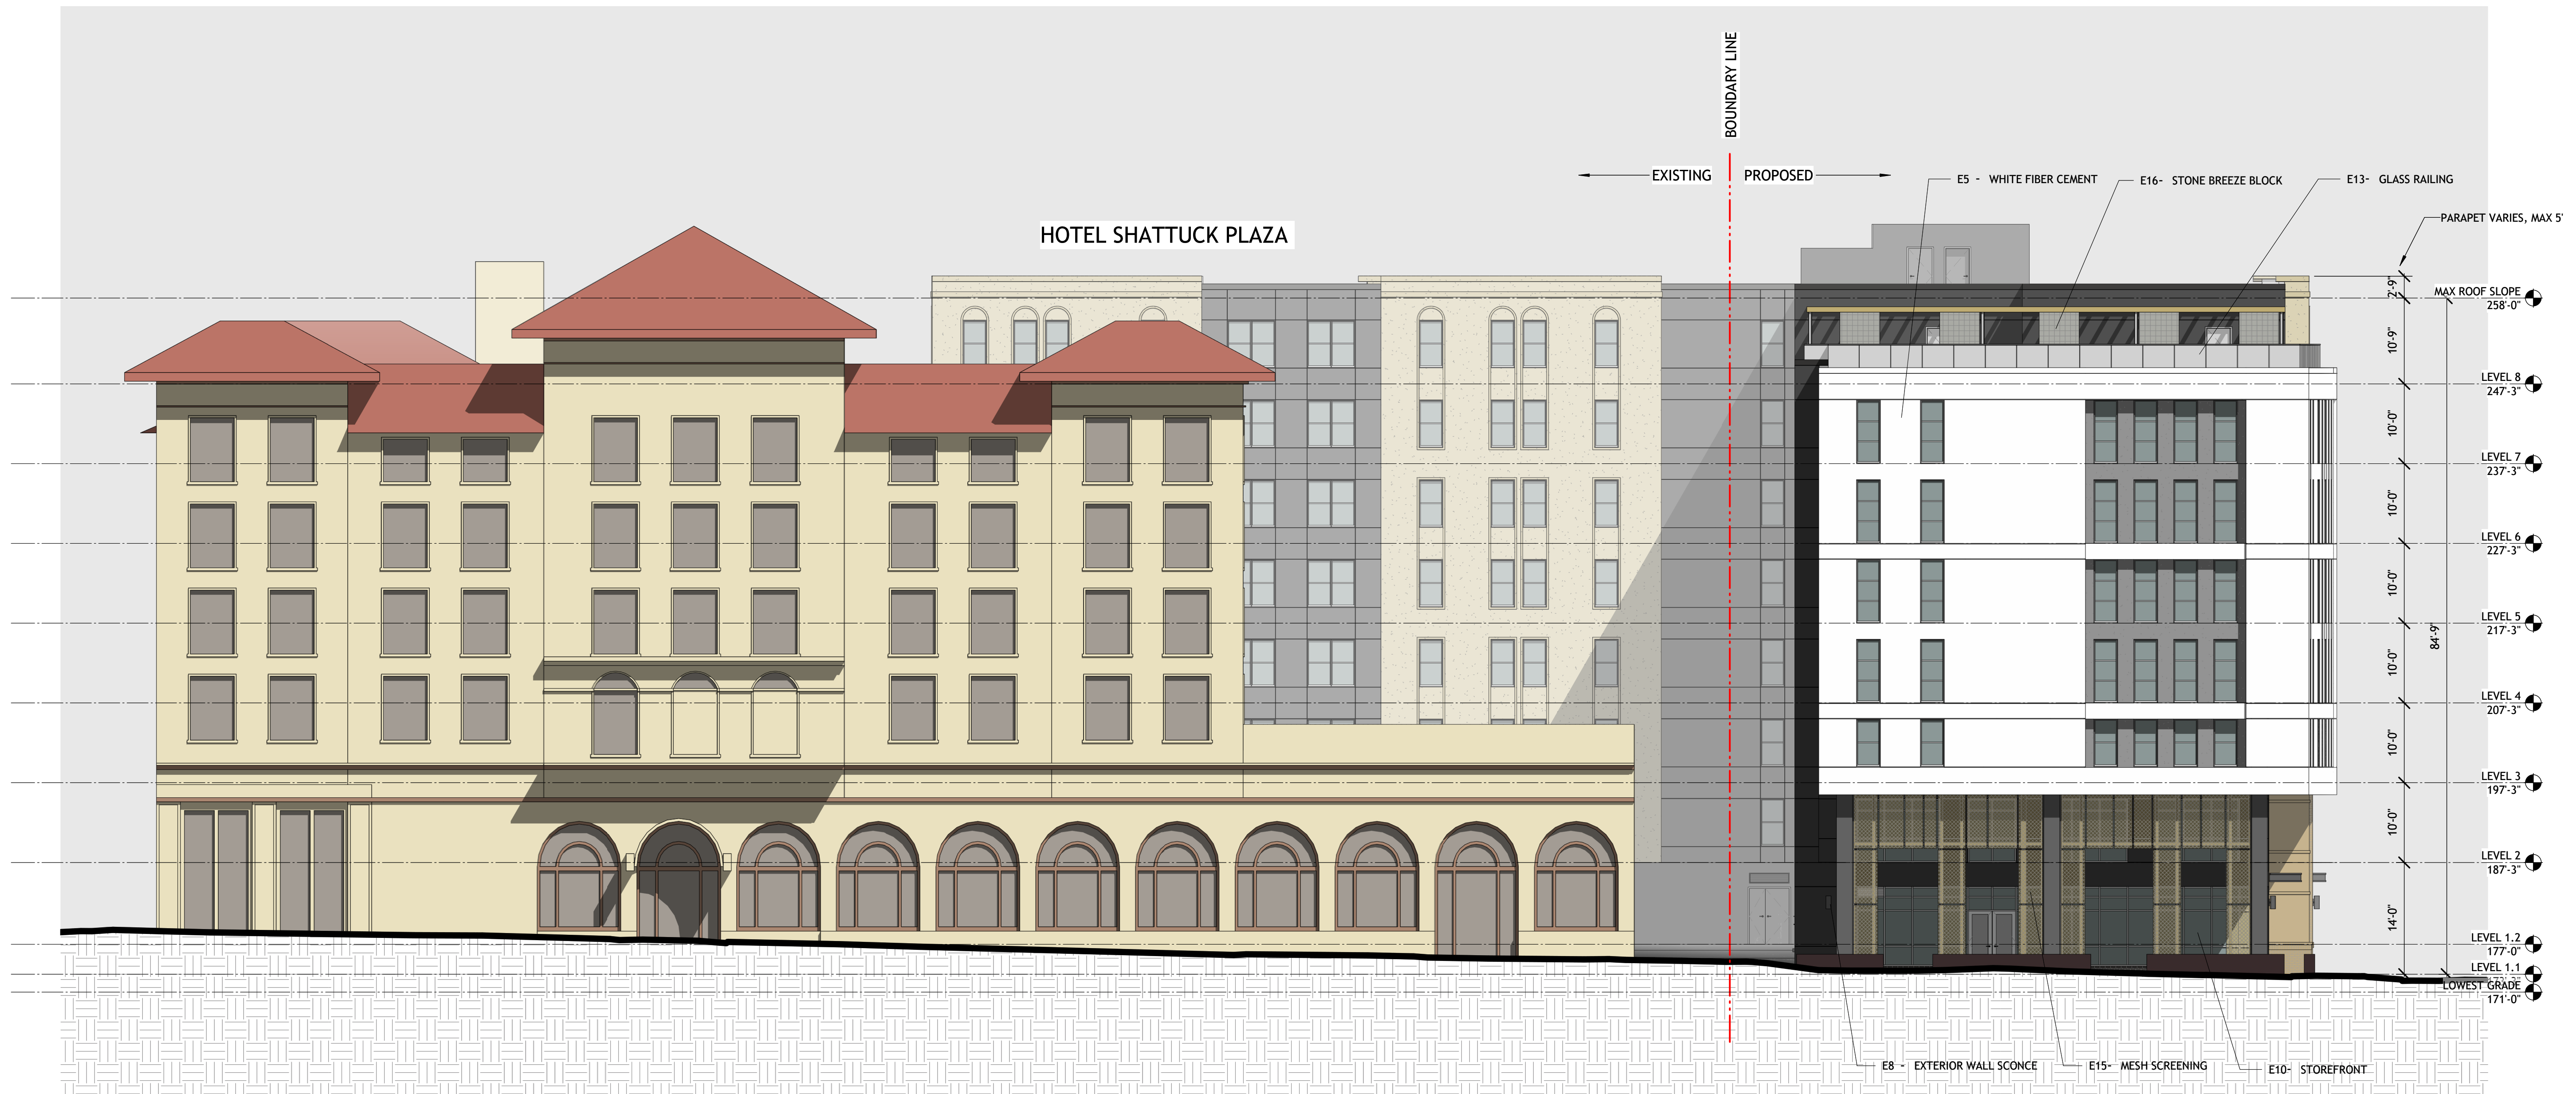 BOUNDARY LINE
EXISTING
PROPOSED
E5 - WHITE FIBER CEMENT
E16- STONE BREEZE BLOCK
E13- GLASS RAILING
PARAPET VARIES, MAX 5'
HOTEL SHATTUCK PLAZA
2'-9"
MAX ROOF SLOPE
258'-0"
10'-9"
LEVEL 8
247'-3"
10'-0"
LEVEL 7
237'-3"
10'-0"
LEVEL 6
227'-3"
10'-0"
LEVEL 5
217'-3"
84'-9"
10'-0"
LEVEL 4
207'-3"
10'-0"
LEVEL 3
197'-3"
10'-0"
LEVEL 2
187'-3"
14'-0"
LEVEL 1.2
177'-0"
LEVEL 1.1
LOWEST GRADE
171'-0"
E8 - EXTERIOR WALL SCONCE
E15- MESH SCREENING
E10- STOREFRONT